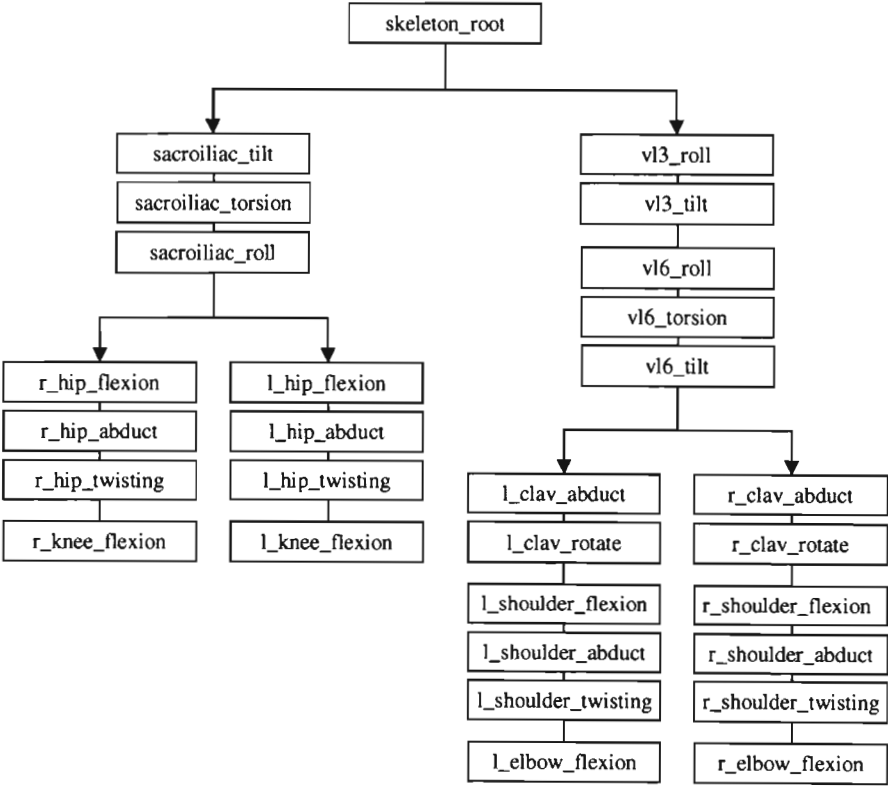 skeleton_root
sacroiliac_tilt
sacroiliac_torsion
sacroiliac_roll
r_hip_flexion
r_hip_abduct
r_hip_twisting
r_knee_flexion
l_hip_flexion
l_hip_abduct
l_hip_twisting
l_knee_flexion
vl3_roll
vl3_tilt
vl6_roll
vl6_torsion
vl6_tilt
l_clav_abduct
l_clav_rotate
l_shoulder_flexion
l_shoulder_abduct
l_shoulder_twisting
l_elbow_flexion
r_clav_abduct
r_clav_rotate
r_shoulder_flexion
r_shoulder_abduct
r_shoulder_twisting
r_elbow_flexion